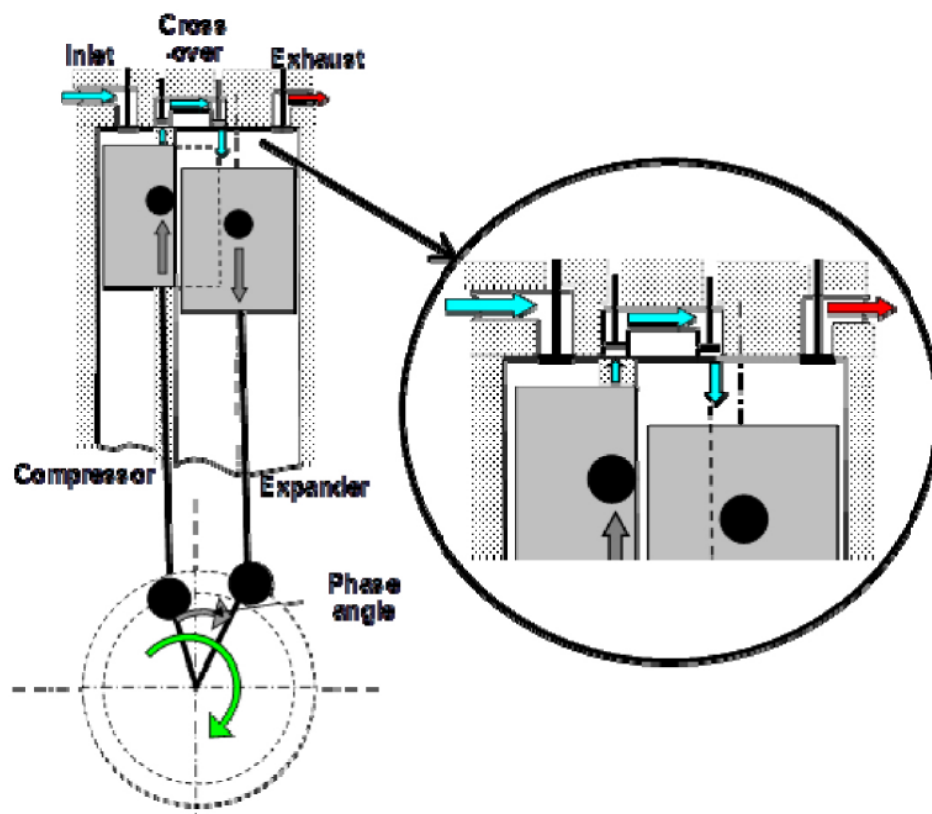 Cross
-over
Inlet
Exhaust
Compressor
Expander
Phase
angle